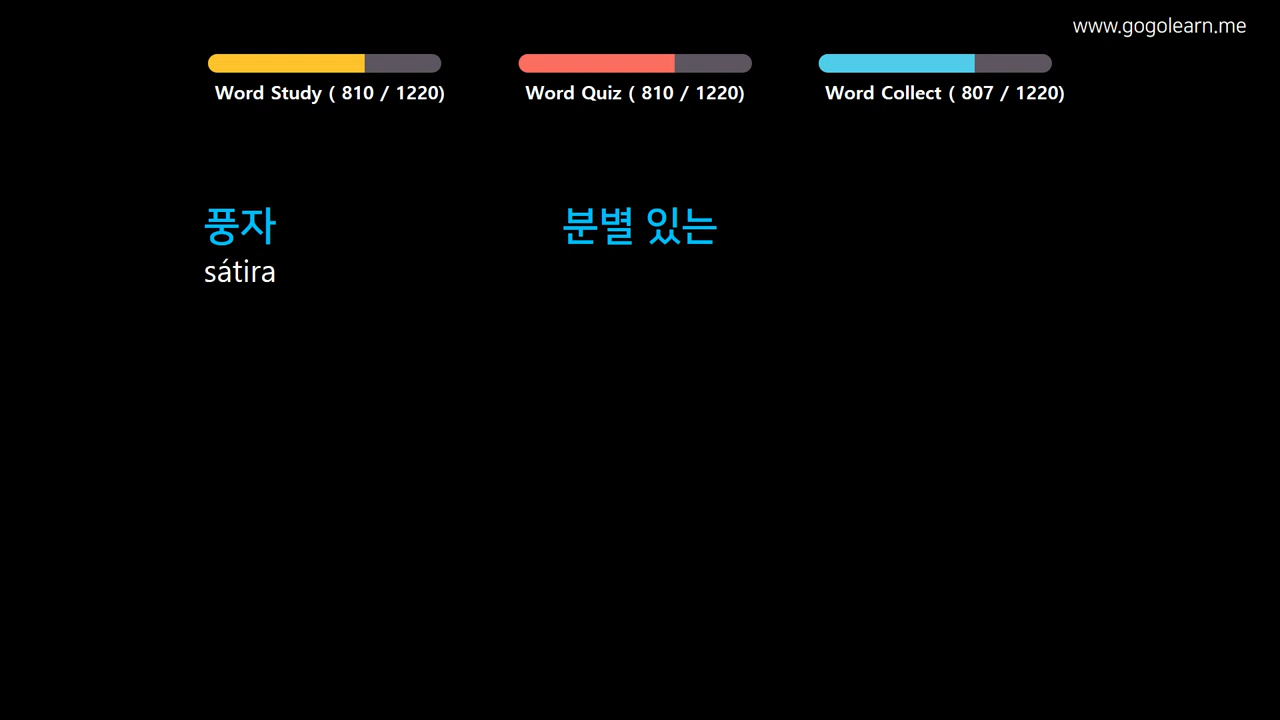 www.gogolearn.me
Word Study ( 810 / 1220)
Word Quiz ( 810 / 1220)
Word Collect ( 807 / 1220)
풍자
sátira
분별 있는